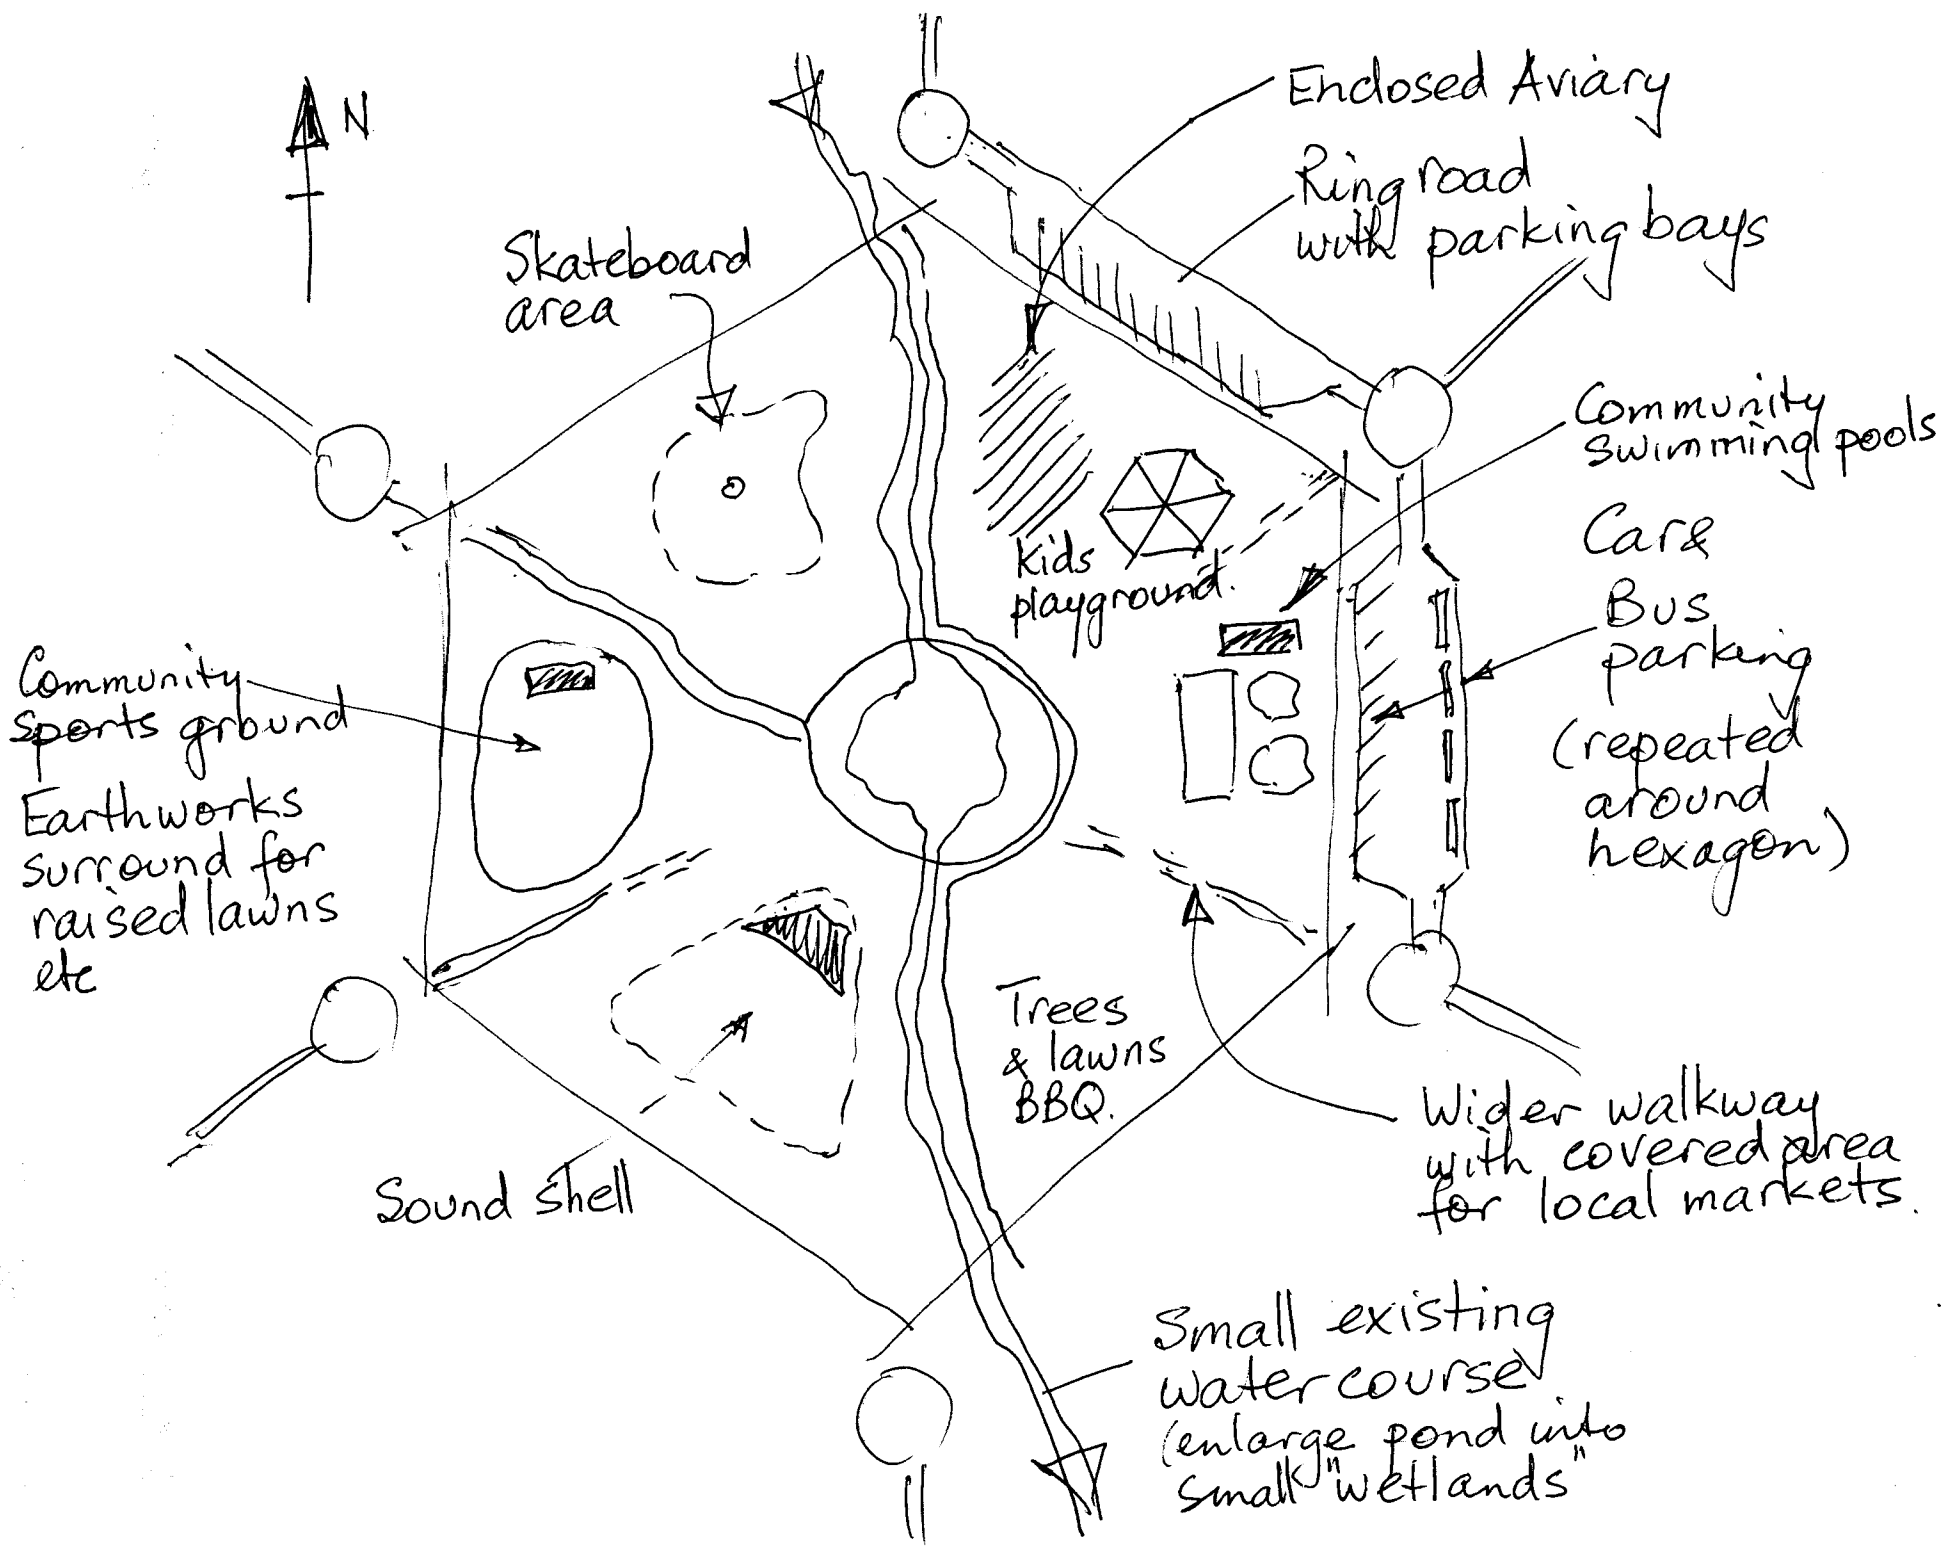 N
Enclosed Aviary
Ring road
with parking bays
Skateboard
area
Community
swimming pools
Car &
Bus
parking
(repeated
around
hexagon)
Kids
playground.
Community
sports ground
Earthworks
surround for
raised lawns
etc
Trees
& lawns
BBQ.
Wider walkway
with covered area
for local markets.
Sound shell
Small existing
watercourse
(enlarge pond into
small "wetlands"